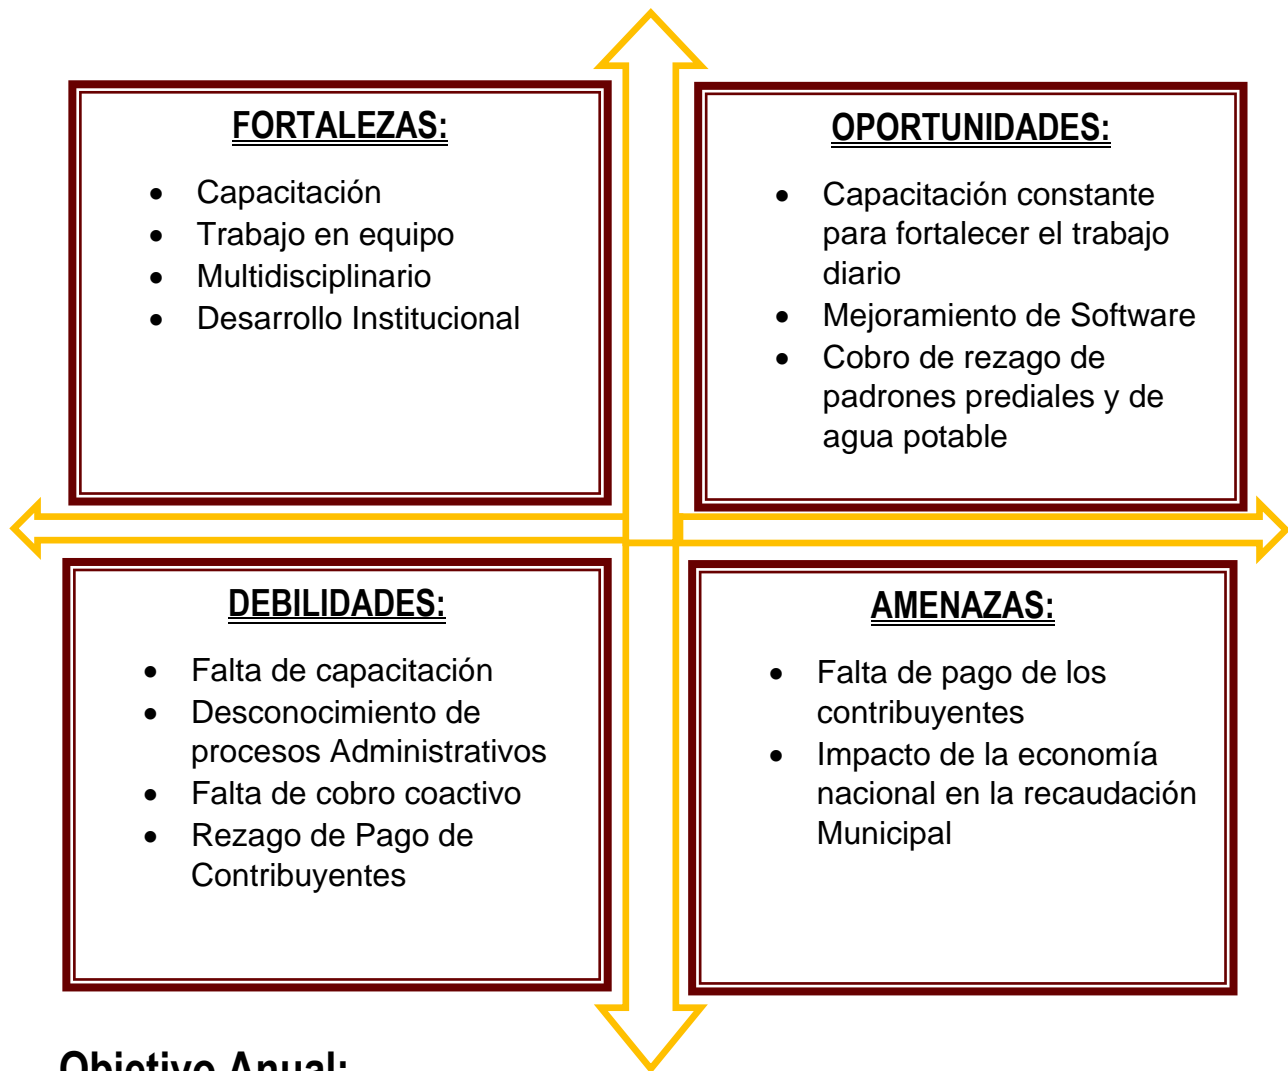 FORTALEZAS:
• Capacitación
• Trabajo en equipo
• Multidisciplinario
• Desarrollo Institucional
OPORTUNIDADES:
• Capacitación constante
para fortalecer el trabajo
diario
• Mejoramiento de Software
• Cobro de rezago de
padrones prediales y de
agua potable
DEBILIDADES:
• Falta de capacitación
• Desconocimiento de
procesos Administrativos
• Falta de cobro coactivo
• Rezago de Pago de
Contribuyentes
AMENAZAS:
• Falta de pago de los
contribuyentes
• Impacto de la economía
nacional en la recaudación
Municipal
Objetivo Anual: